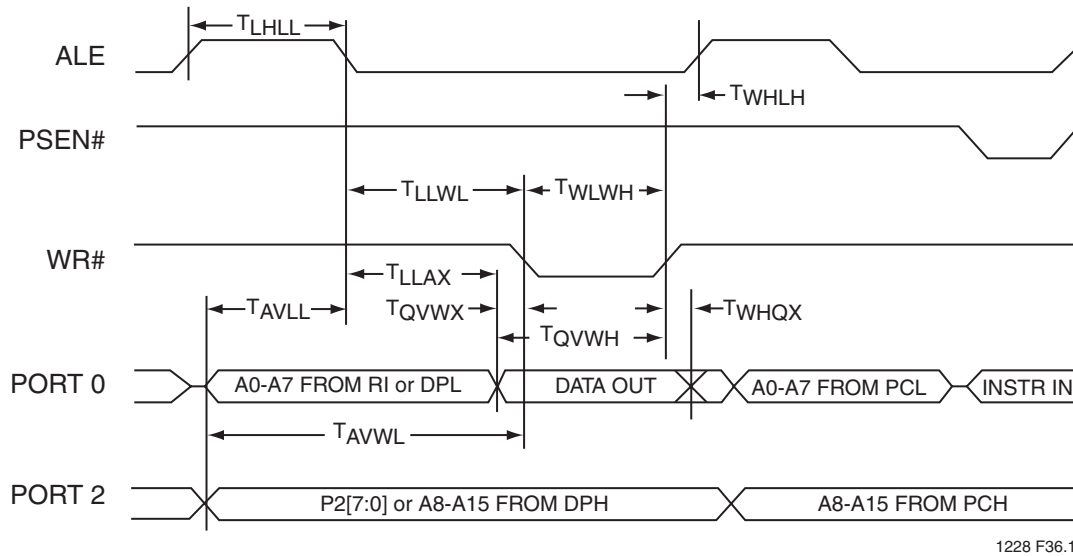 TLHLL
ALE
TWHLH
PSEN#
TLLWL
TWLWH
WR#
TLLAX
TAVLL
TQVWX
TWHQX
TQVWH
PORT 0
A0-A7 FROM RI or DPL
DATA OUT
A0-A7 FROM PCL
INSTR IN
TAVWL
PORT 2
P2[7:0] or A8-A15 FROM DPH
A8-A15 FROM PCH
1228 F36.1